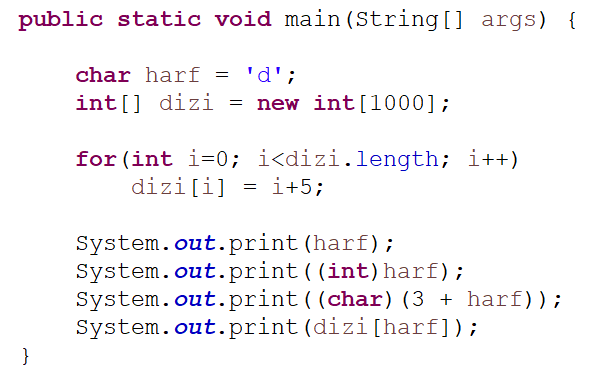 public static void main(String[] args) {
char harf = 'd';
int[] dizi = new int[1000];
for(int i=0; i<dizi.length; i++)
dizi[i] = i+5;
System.out.print(harf);
System.out.print((int)harf);
System.out.print((char)(3 + harf));
System.out.print(dizi[harf]);
}